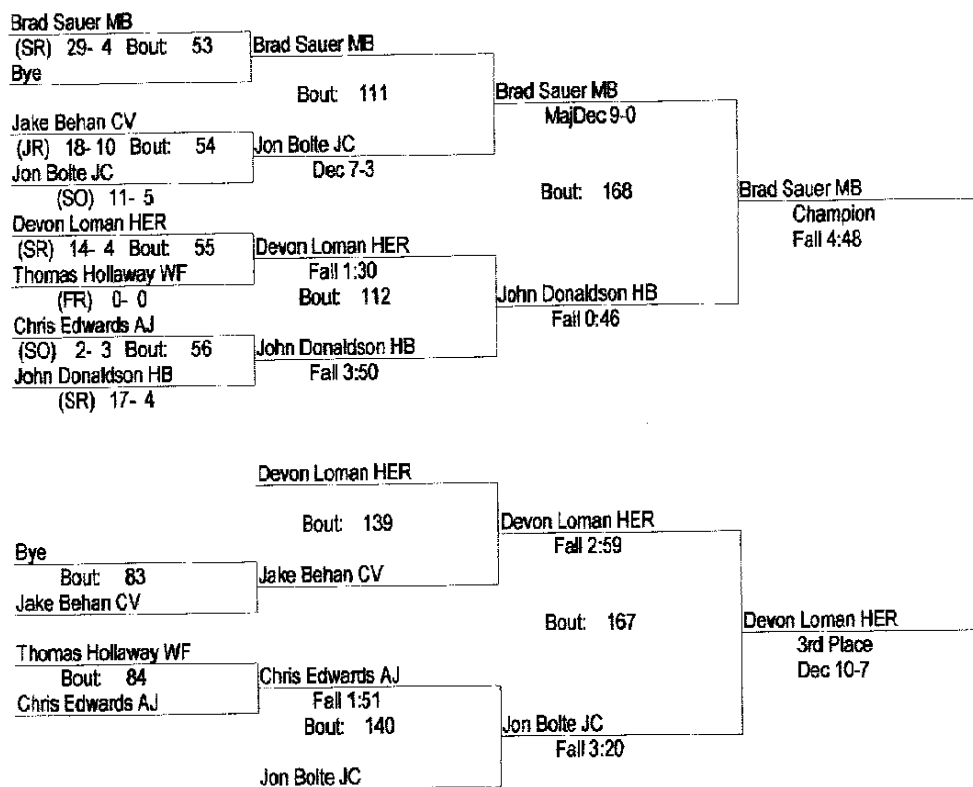 Brad Sauer MB
(SR) 29- 4 Bout: 53
Bye
Brad Sauer MB
Bout: 111
Jake Behan CV
(JR) 18- 10 Bout: 54
Jon Bolte JC
(SO) 11- 5
Jon Bolte JC
Dec 7-3
Brad Sauer MB
MajDec 9-0
Devon Loman HER
(SR) 14- 4 Bout: 55
Thomas Hollaway WF
(FR) 0- 0
Devon Loman HER
Fall 1:30
Bout: 112
Chris Edwards AJ
(SO) 2- 3 Bout: 56
John Donaldson HB
(SR) 17- 4
John Donaldson HB
Fall 3:50
John Donaldson HB
Fall 0:46
Bout: 168
Brad Sauer MB
Champion
Fall 4:48
Devon Loman HER
Bout: 139
Bye
Bout: 83
Jake Behan CV
Jake Behan CV
Devon Loman HER
Fall 2:59
Thomas Hollaway WF
Bout: 84
Chris Edwards AJ
Chris Edwards AJ
Fall 1:51
Bout: 140
Jon Bolte JC
Jon Bolte JC
Fall 3:20
Bout: 167
Devon Loman HER
3rd Place
Dec 10-7